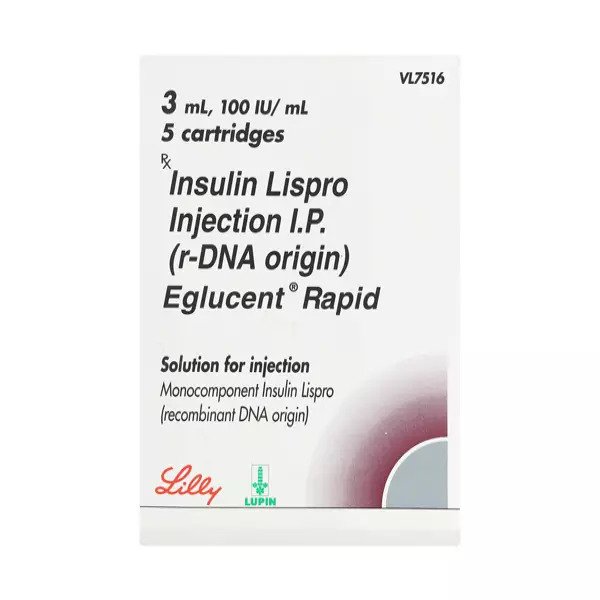 VL7516
3 mL, 100 IU/ mL
5 cartridges
Rx
Insulin Lispro
Injection I.P.
(r-DNA origin)
Eglucent® Rapid
Solution for injection
Monocomponent Insulin Lispro
(recombinant DNA origin)
Lilly
LUPIN